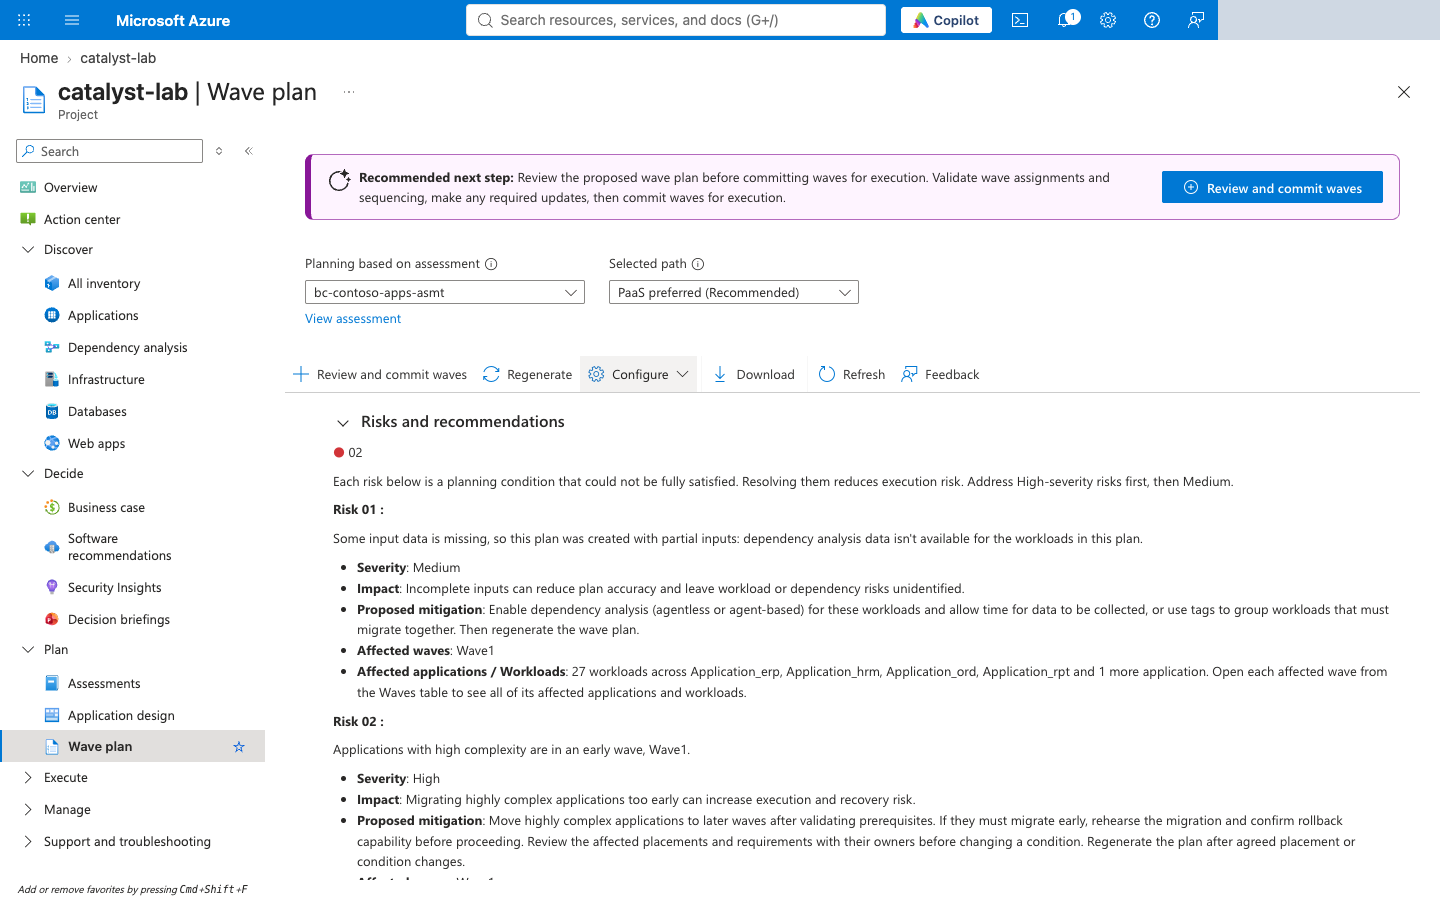 Microsoft Azure
Search resources, services, and docs (G+/)
Copilot
1
Home > catalyst-lab
catalyst-lab | Wave plan ...
Project
Search
Overview
Action center
Discover
All inventory
Applications
Dependency analysis
Infrastructure
Databases
Web apps
Decide
Business case
Software
recommendations
Security Insights
Decision briefings
Plan
Assessments
Application design
Wave plan
Execute
Manage
Support and troubleshooting
Add or remove favorites by pressing Cmd+Shift+F
Recommended next step: Review the proposed wave plan before committing waves for execution. Validate wave assignments and
sequencing, make any required updates, then commit waves for execution.
Review and commit waves
Planning based on assessment
Selected path
bc-contoso-apps-asmt
PaaS preferred (Recommended)
View assessment
Review and commit waves
Regenerate
Configure
Download
Refresh
Feedback
Risks and recommendations
02
Each risk below is a planning condition that could not be fully satisfied. Resolving them reduces execution risk. Address High-severity risks first, then Medium.
Risk 01 :
Some input data is missing, so this plan was created with partial inputs: dependency analysis data isn't available for the workloads in this plan.
• Severity: Medium
• Impact: Incomplete inputs can reduce plan accuracy and leave workload or dependency risks unidentified.
• Proposed mitigation: Enable dependency analysis (agentless or agent-based) for these workloads and allow time for data to be collected, or use tags to group workloads that must
migrate together. Then regenerate the wave plan.
• Affected waves: Wave1
• Affected applications / Workloads: 27 workloads across Application_erp, Application_hrm, Application_ord, Application_rpt and 1 more application. Open each affected wave from
the Waves table to see all of its affected applications and workloads.
Risk 02 :
Applications with high complexity are in an early wave, Wave1.
• Severity: High
• Impact: Migrating highly complex applications too early can increase execution and recovery risk.
• Proposed mitigation: Move highly complex applications to later waves after validating prerequisites. If they must migrate early, rehearse the migration and confirm rollback
capability before proceeding. Review the affected placements and requirements with their owners before changing a condition. Regenerate the plan after agreed placement or
condition changes.